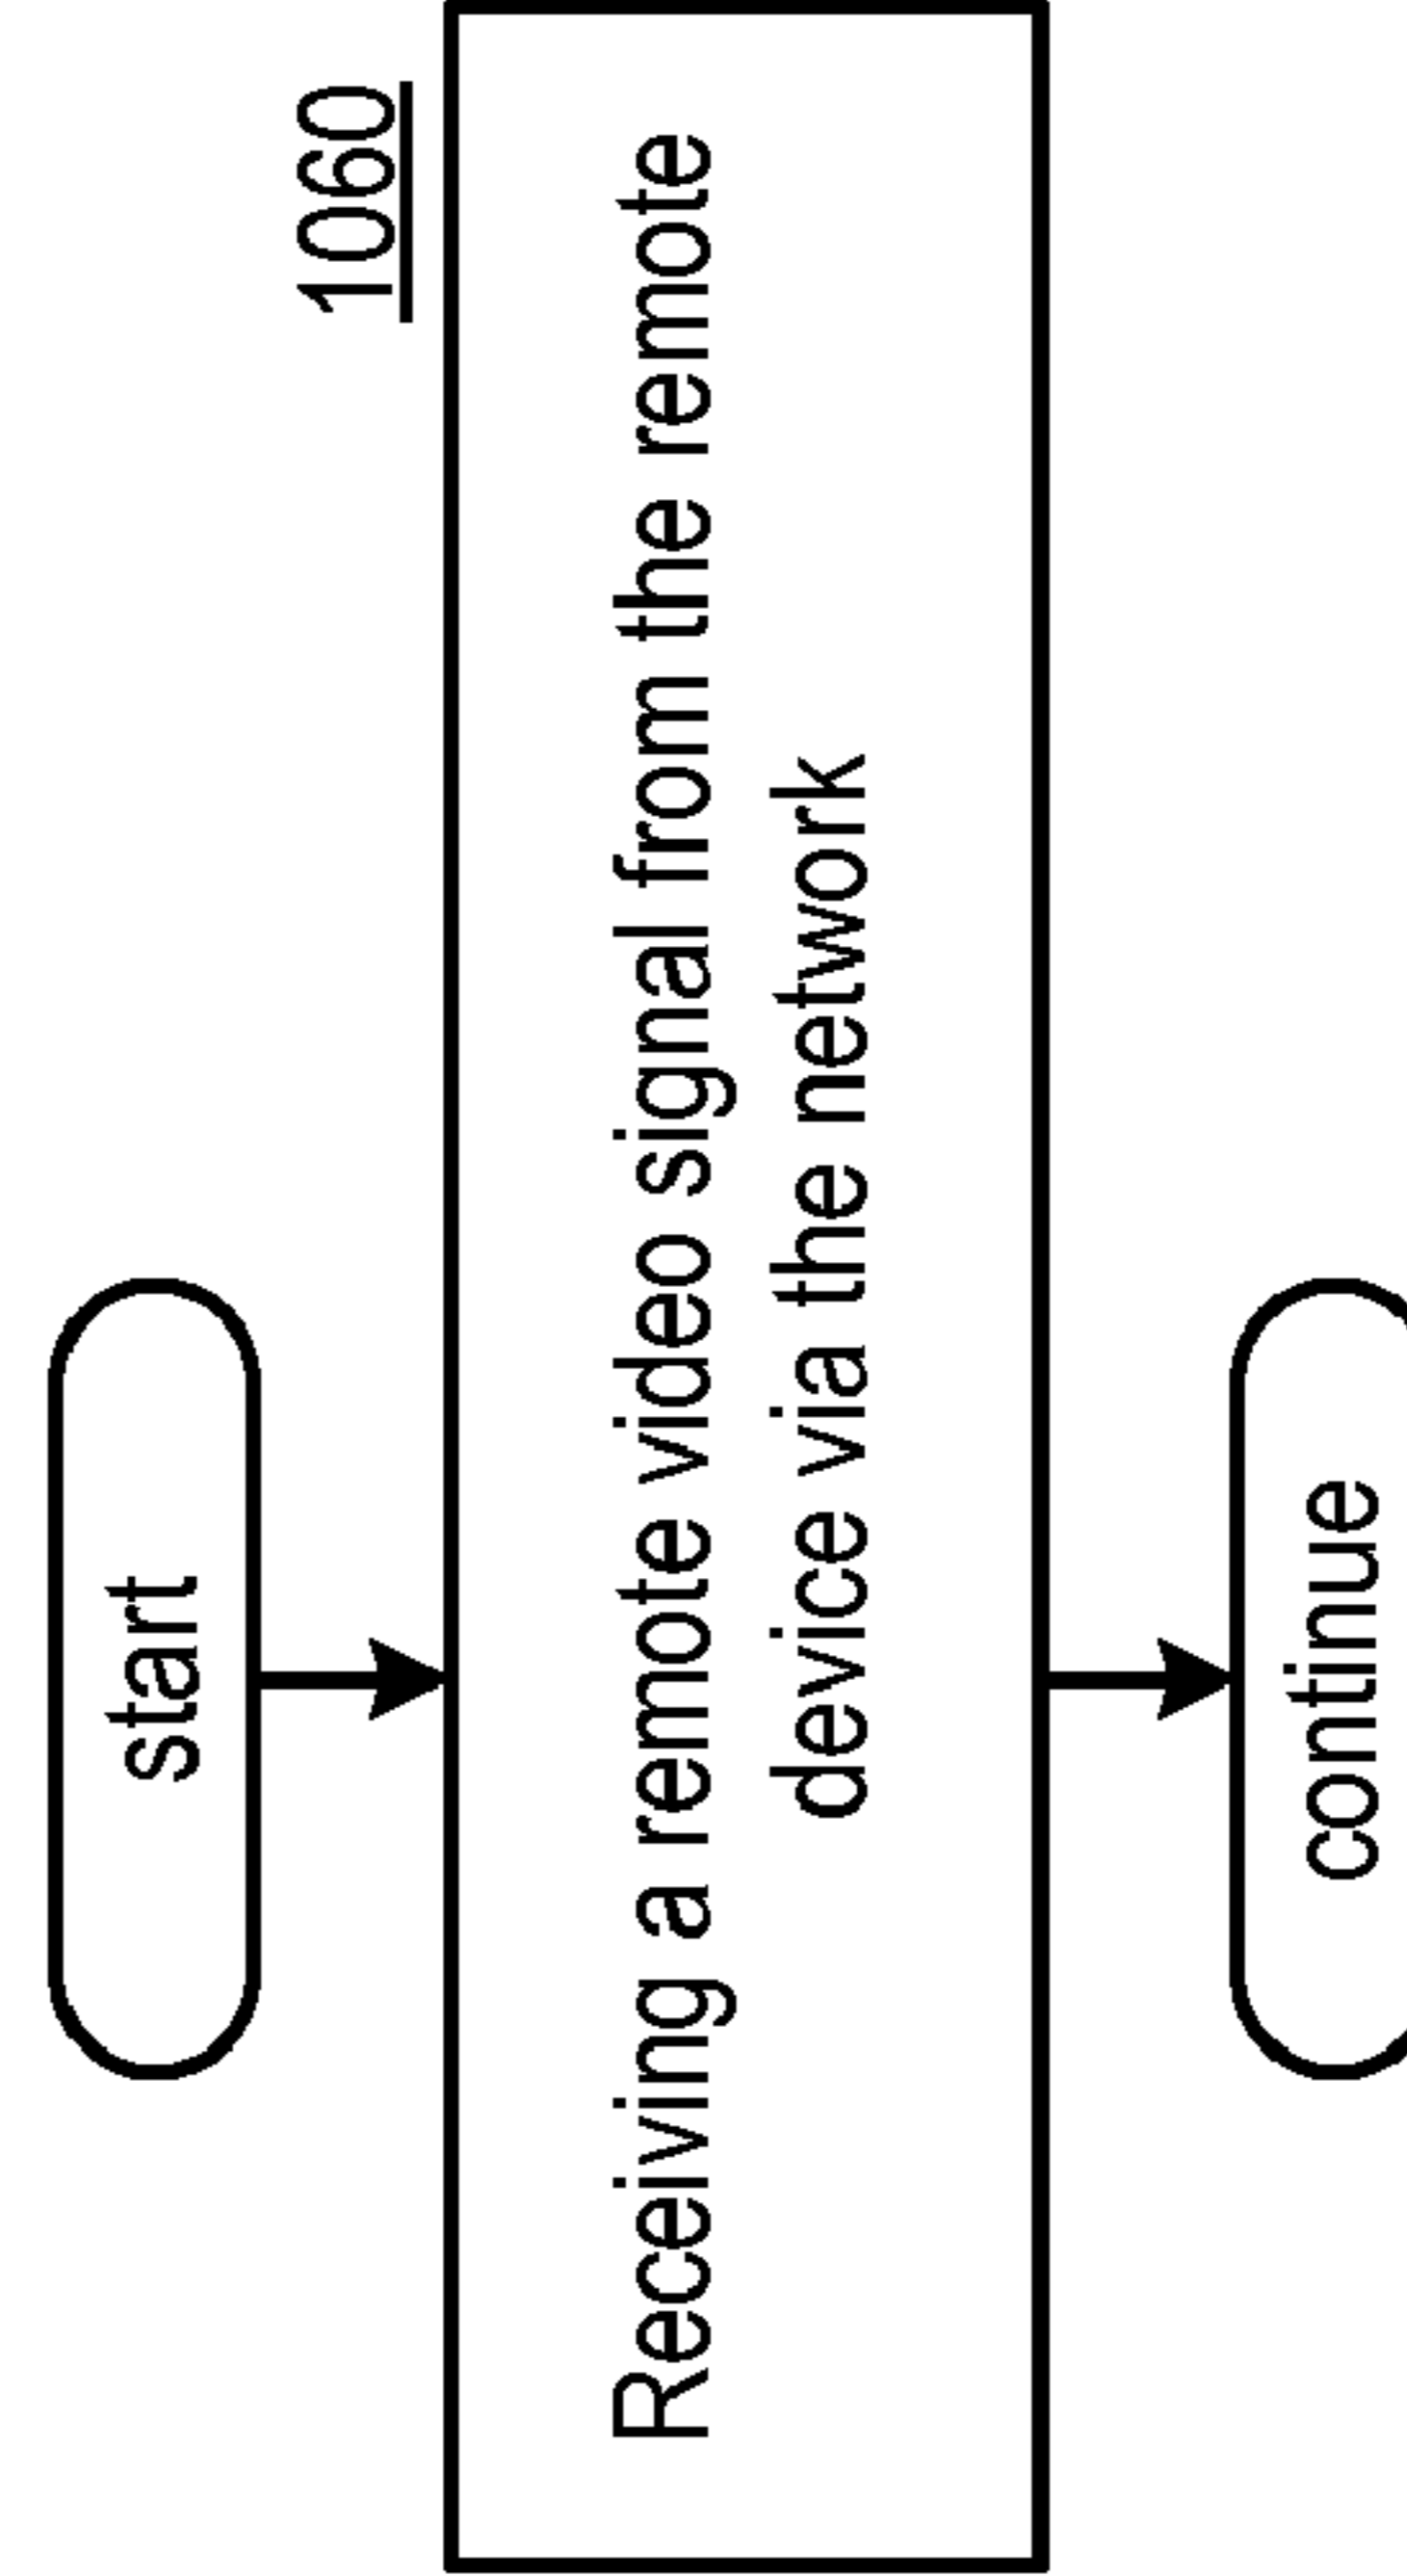 start
1060
Receiving a remote video signal from the remote
device via the network
continue